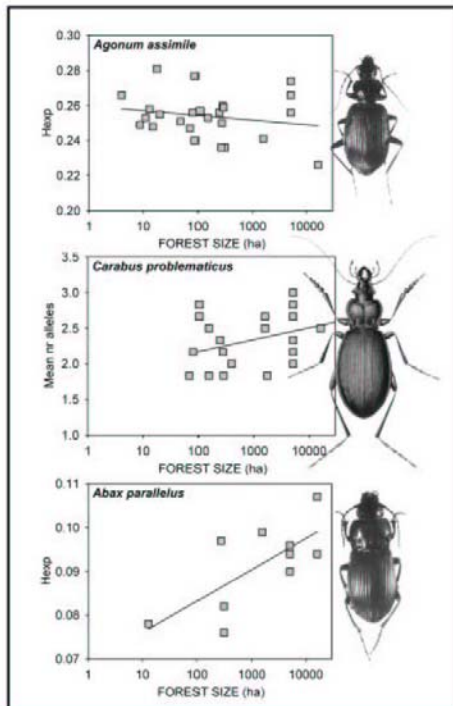 Agonum assimile
0.30
0.28
0.26
0.24
0.22
0.20
Hexp
1 10 100 1000 10000
FOREST SIZE (ha)
Carabus problematicus
3.5
3.0
2.5
2.0
1.5
1.0
Mean nr alleles
1 10 100 1000 10000
FOREST SIZE (ha)
Abax parallelus
0.11
0.10
0.09
0.08
0.07
Hexp
1 10 100 1000 10000
FOREST SIZE (ha)